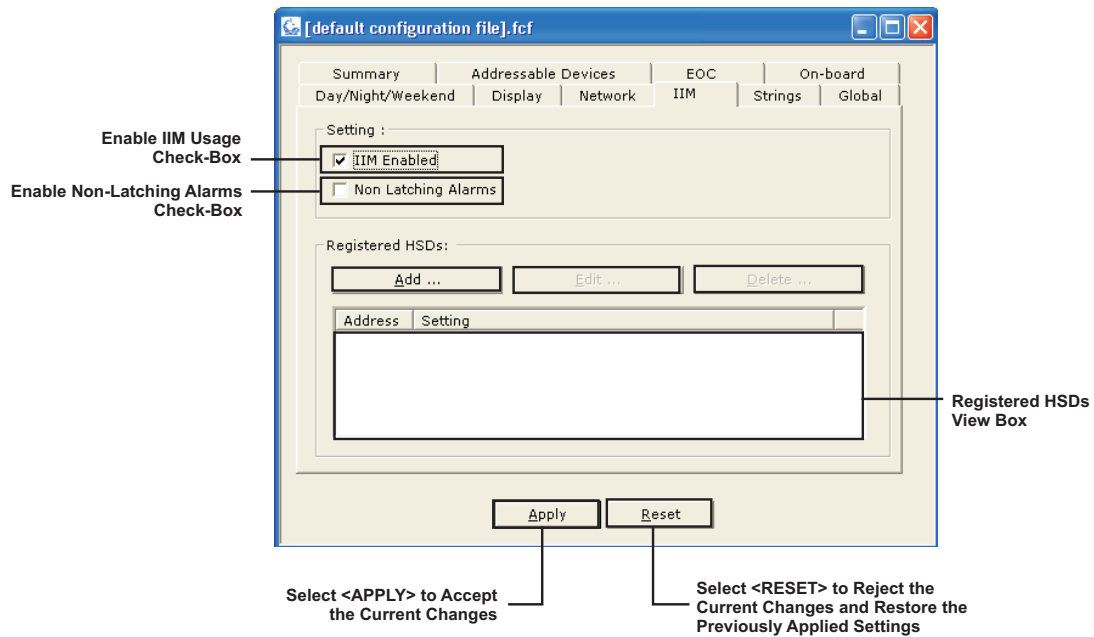 [default configuration file].fcf
Summary Addressable Devices EOC On-board
Day/Night/Weekend Display Network IIM Strings Global
Enable IIM Usage
Check-Box
Enable Non-Latching Alarms
Check-Box
Setting :
IIM Enabled
Non Latching Alarms
Registered HSDs:
Add ... Edit ... Delete ...
Address Setting
Registered HSDs
View Box
Apply Reset
Select <APPLY> to Accept
the Current Changes
Select <RESET> to Reject the
Current Changes and Restore the
Previously Applied Settings